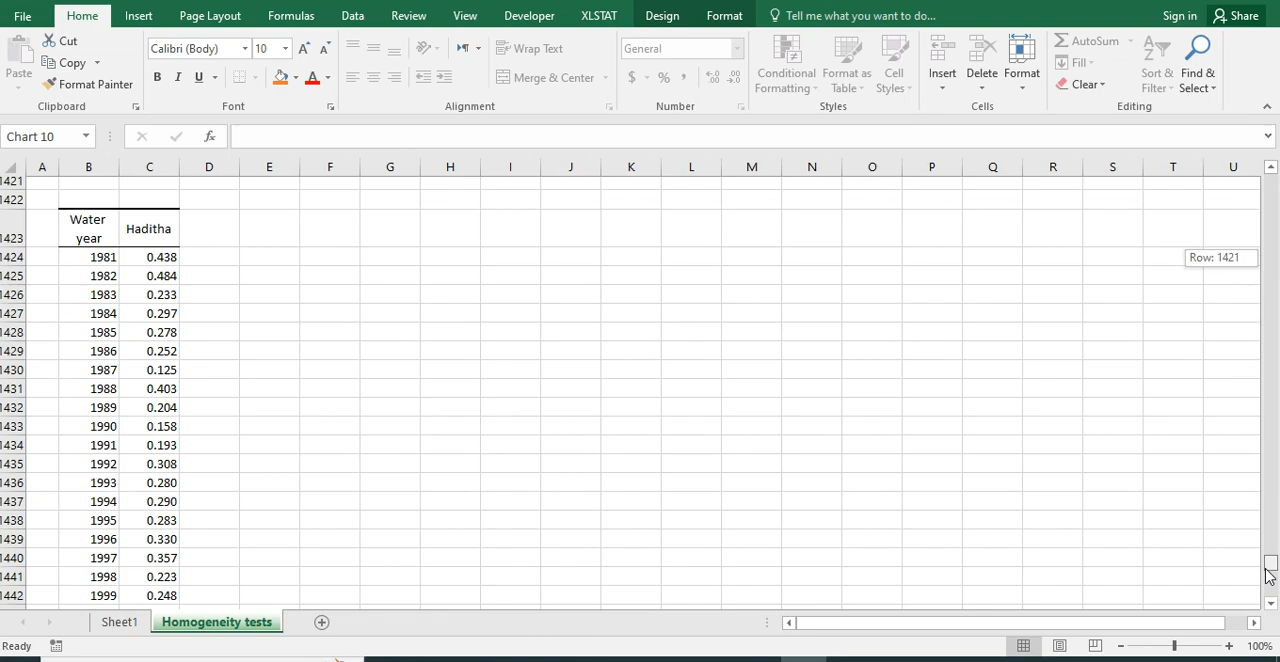 File Home Insert Page Layout Formulas Data Review View Developer XLSTAT Design Format Tell me what you want to do... Sign in Share
Paste Cut Copy Format Painter
Calibri (Body) 10
B I U A A A
Wrap Text
Merge & Center
General
$ % ,
Conditional Formatting Format as Table Cell Styles
Insert Delete Format
AutoSum Fill Clear
Sort & Filter Find & Select
Clipboard Font Alignment Number Styles Cells Editing
Chart 10 fx
A B C D E F G H I J K L M N O P Q R S T U
1421
1422
1423 Water year Haditha
1424 1981 0.438 Row: 1421
1425 1982 0.484
1426 1983 0.233
1427 1984 0.297
1428 1985 0.278
1429 1986 0.252
1430 1987 0.125
1431 1988 0.403
1432 1989 0.204
1433 1990 0.158
1434 1991 0.193
1435 1992 0.308
1436 1993 0.280
1437 1994 0.290
1438 1995 0.283
1439 1996 0.330
1440 1997 0.357
1441 1998 0.223
1442 1999 0.248
Sheet1 Homogeneity tests
Ready 100%